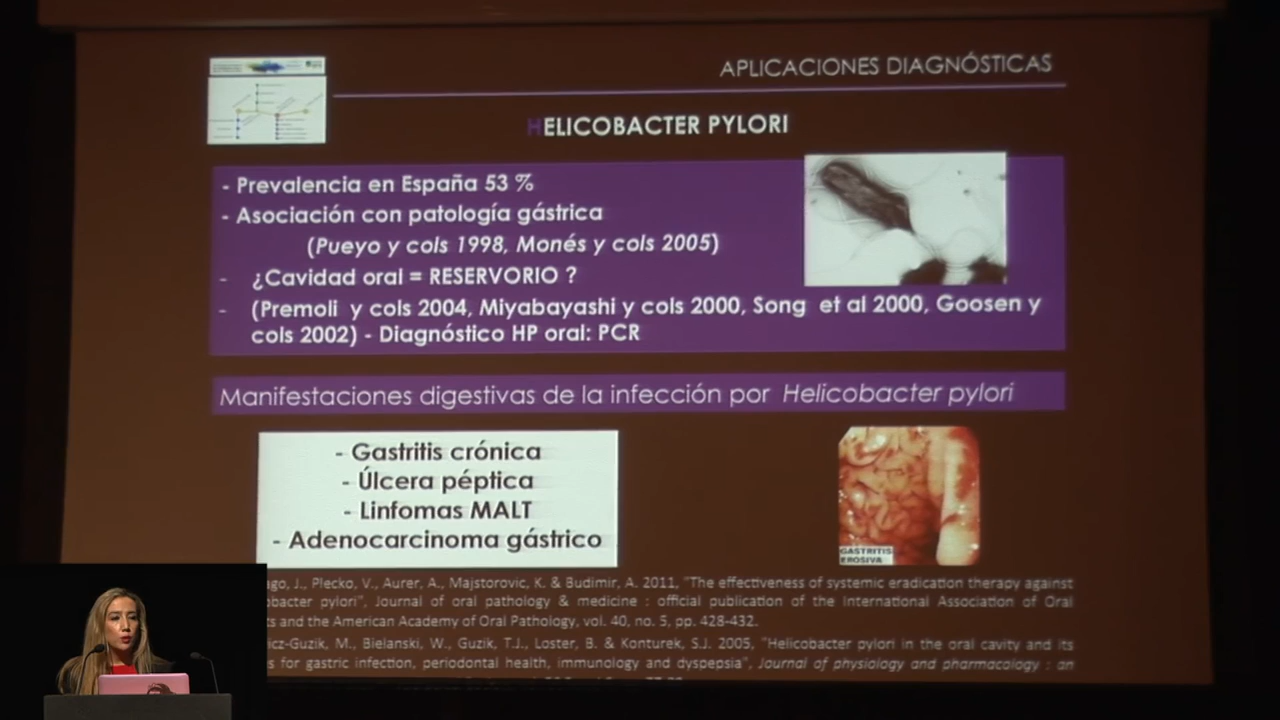 APLICACIONES DIAGNÓSTICAS
HELICOBACTER PYLORI
- Prevalencia en España 53 %
- Asociación con patología gástrica
(Pueyo y cols 1998, Monés y cols 2005)
- ¿Cavidad oral = RESERVORIO ?
- (Premoli y cols 2004, Miyabayashi y cols 2000, Song et al 2000, Goosen y
cols 2002) - Diagnóstico HP oral: PCR
Manifestaciones digestivas de la infección por Helicobacter pylori
- Gastritis crónica
- Úlcera péptica
- Linfomas MALT
- Adenocarcinoma gástrico
GASTRITIS
EROSIVA
ago, J., Plecko, V., Aurer, A., Majstorovic, K. & Budimir, A. 2011, "The effectiveness of systemic eradication therapy against
obacter pylori", Journal of oral pathology & medicine : official publication of the International Association of Oral
ts and the American Academy of Oral Pathology, vol. 40, no. 5, pp. 428-432.
icz-Guzik, M., Bielanski, W., Guzik, T.J., Loster, B. & Konturek, S.J. 2005, "Helicobacter pylori in the oral cavity and its
s for gastric infection, periodontal health, immunology and dyspepsia", Journal of physiology and pharmacology : an